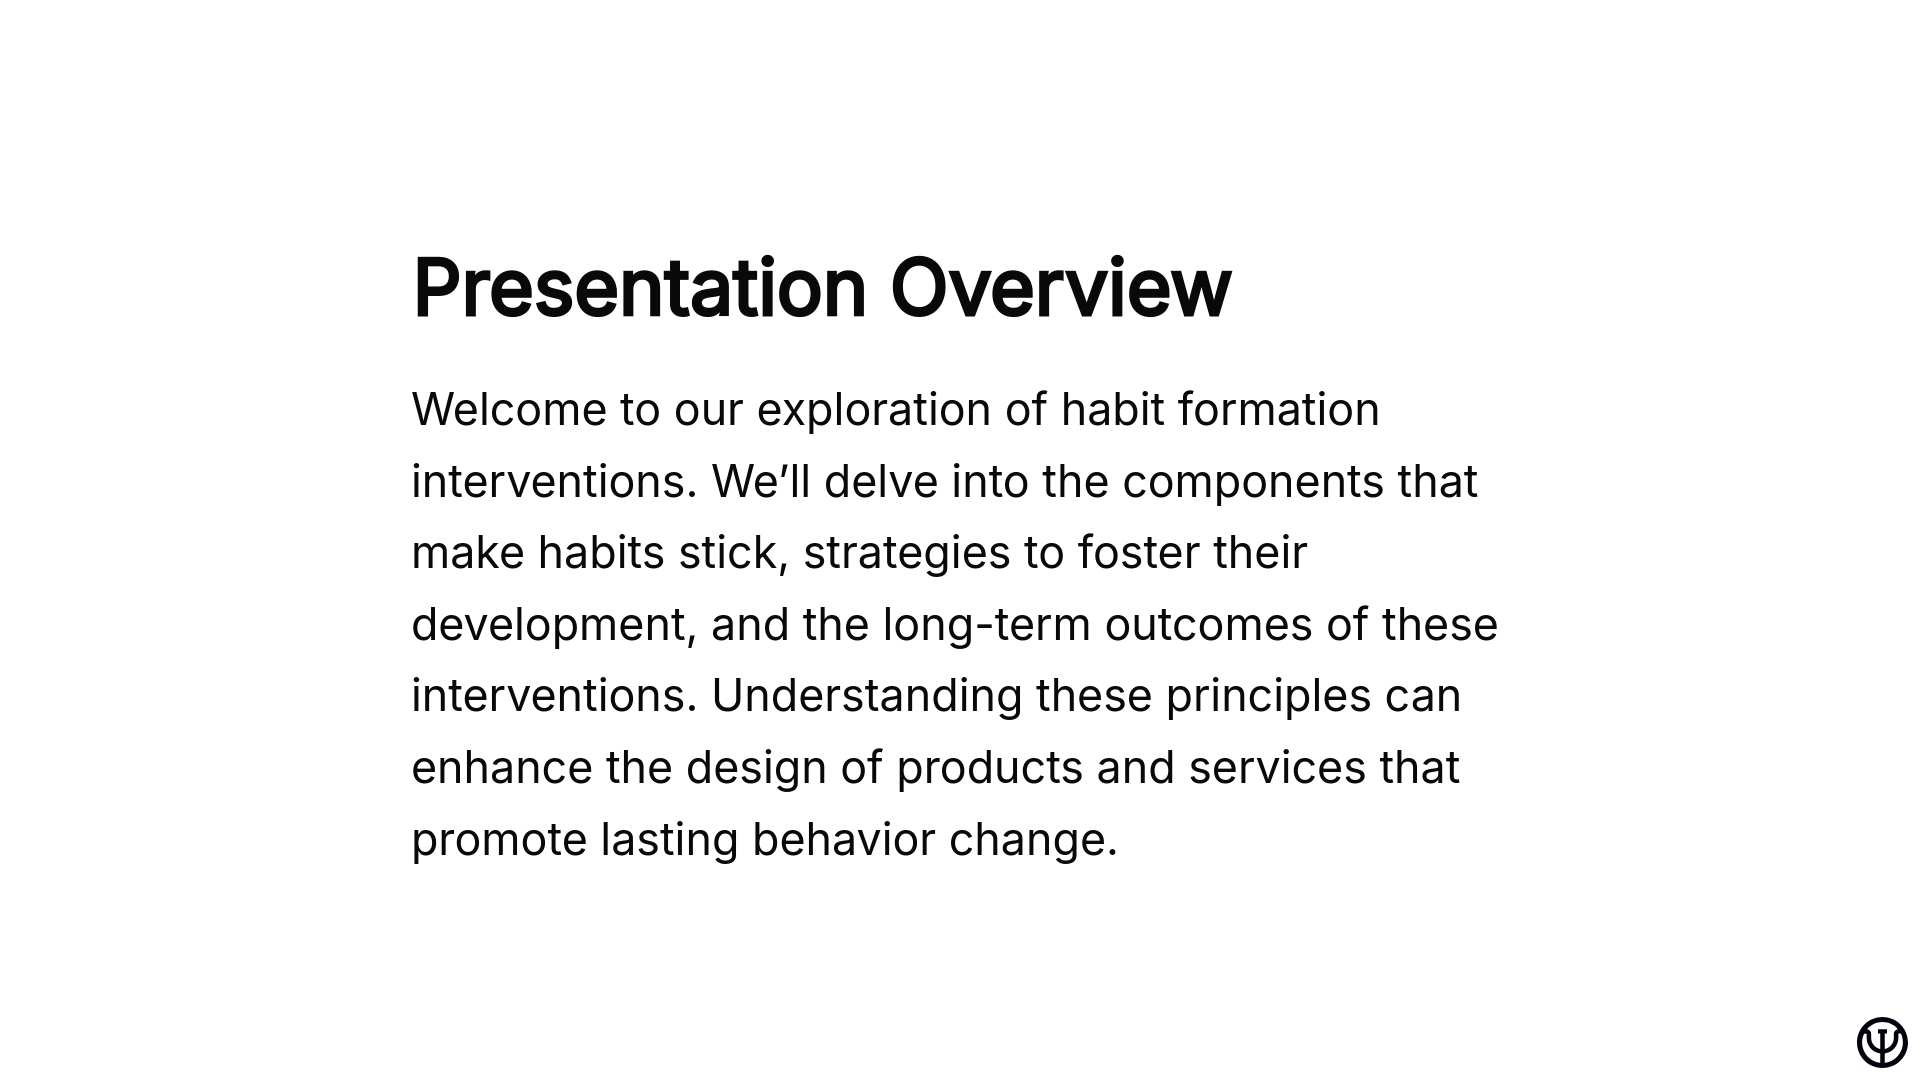 Presentation Overview
Welcome to our exploration of habit formation
interventions. We’ll delve into the components that
make habits stick, strategies to foster their
development, and the long-term outcomes of these
interventions. Understanding these principles can
enhance the design of products and services that
promote lasting behavior change.